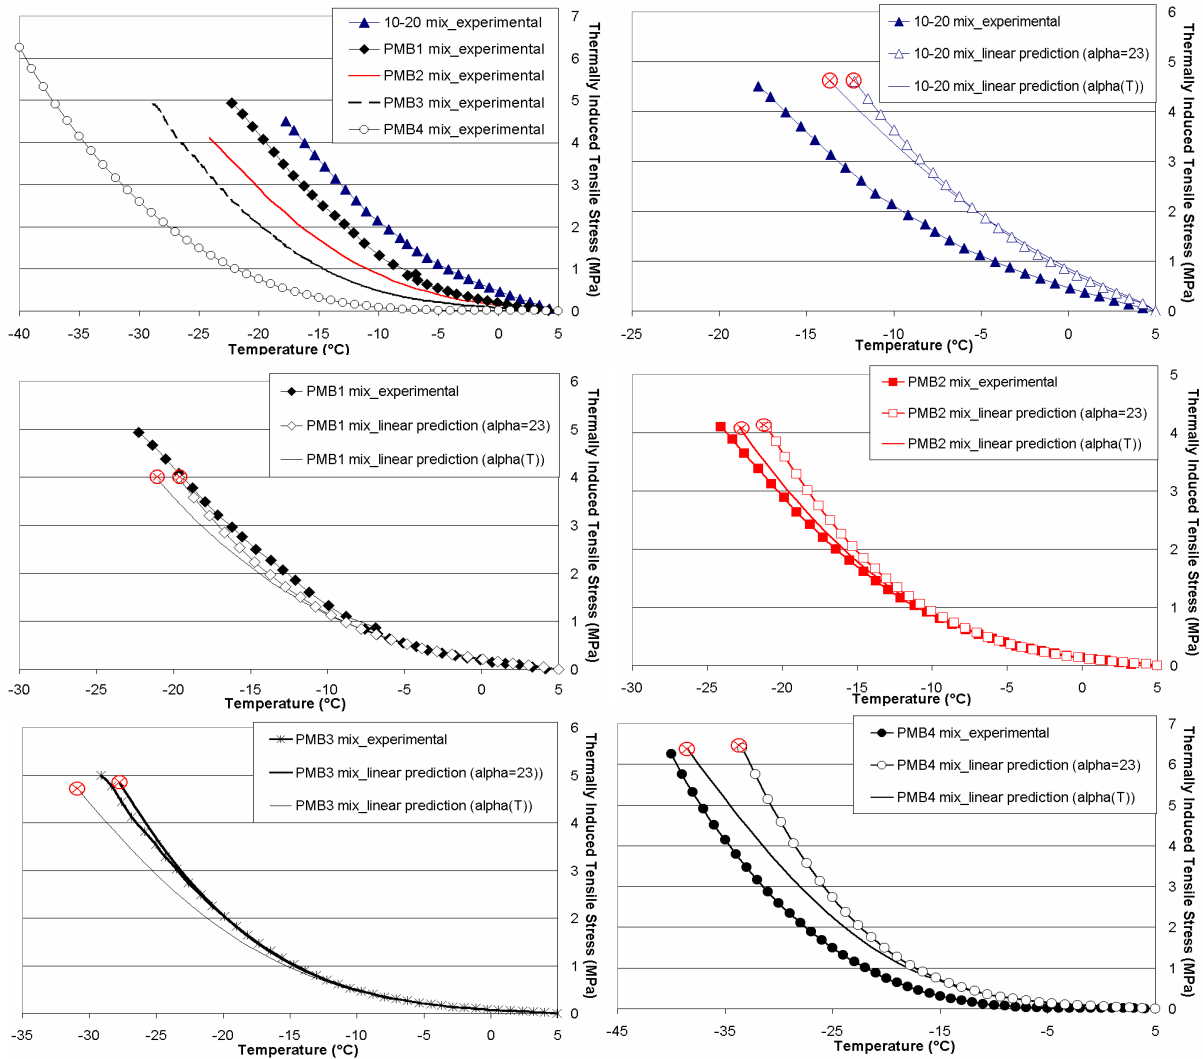 10-20 mix_experimental
PMB1 mix_experimental
PMB2 mix_experimental
PMB3 mix_experimental
PMB4 mix_experimental
7
6
5
4
3
2
1
0
Thermally Induced Tensile Stress (MPa)
-40 -35 -30 -25 -20 -15 -10 -5 0 5
Temperature (°C)
10-20 mix_experimental
10-20 mix_linear prediction (alpha=23)
10-20 mix_linear prediction (alpha(T))
6
5
4
3
2
1
0
Thermally Induced Tensile Stress (MPa)
-25 -20 -15 -10 -5 0 5
Temperature (°C)
PMB1 mix_experimental
PMB1 mix_linear prediction (alpha=23)
PMB1 mix_linear prediction (alpha(T))
6
5
4
3
2
1
0
Thermally Induced Tensile Stress (MPa)
-30 -25 -20 -15 -10 -5 0 5
Temperature (°C)
PMB2 mix_experimental
PMB2 mix_linear prediction (alpha=23)
PMB2 mix_linear prediction (alpha(T))
5
4
3
2
1
0
Thermally Induced Tensile Stress (MPa)
-30 -25 -20 -15 -10 -5 0 5
Temperature (°C)
PMB3 mix_experimental
PMB3 mix_linear prediction (alpha=23))
PMB3 mix_linear prediction (alpha(T))
6
5
4
3
2
1
0
Thermally Induced Tensile Stress (MPa)
-35 -30 -25 -20 -15 -10 -5 0 5
Temperature (°C)
PMB4 mix_experimental
PMB4 mix_linear prediction (alpha=23)
PMB4 mix_linear prediction (alpha(T))
7
6
5
4
3
2
1
0
Thermally Induced Tensile Stress (MPa)
-45 -35 -25 -15 -5 5
Temperature (°C)